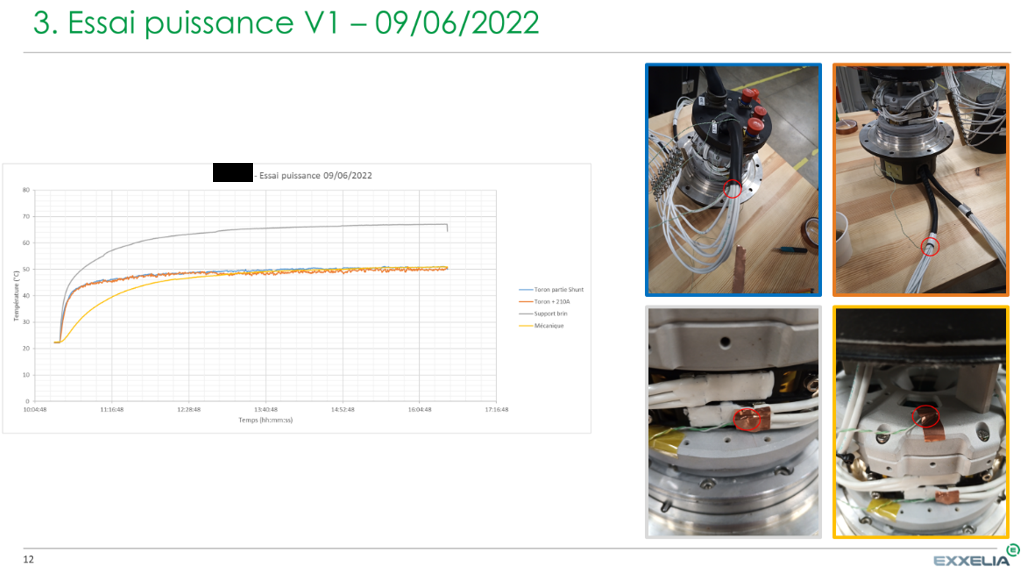 3. Essai puissance V1 – 09/06/2022
- Essai puissance 09/06/2022
80
70
60
50
40
30
20
10
0
Température (°C)
10:04:48
11:16:48
12:28:48
13:40:48
14:52:48
16:04:48
17:16:48
Temps (hh:mm:ss)
Toron partie Shunt
Toron + 210A
Support brin
Mécanique
12
EXXELIA